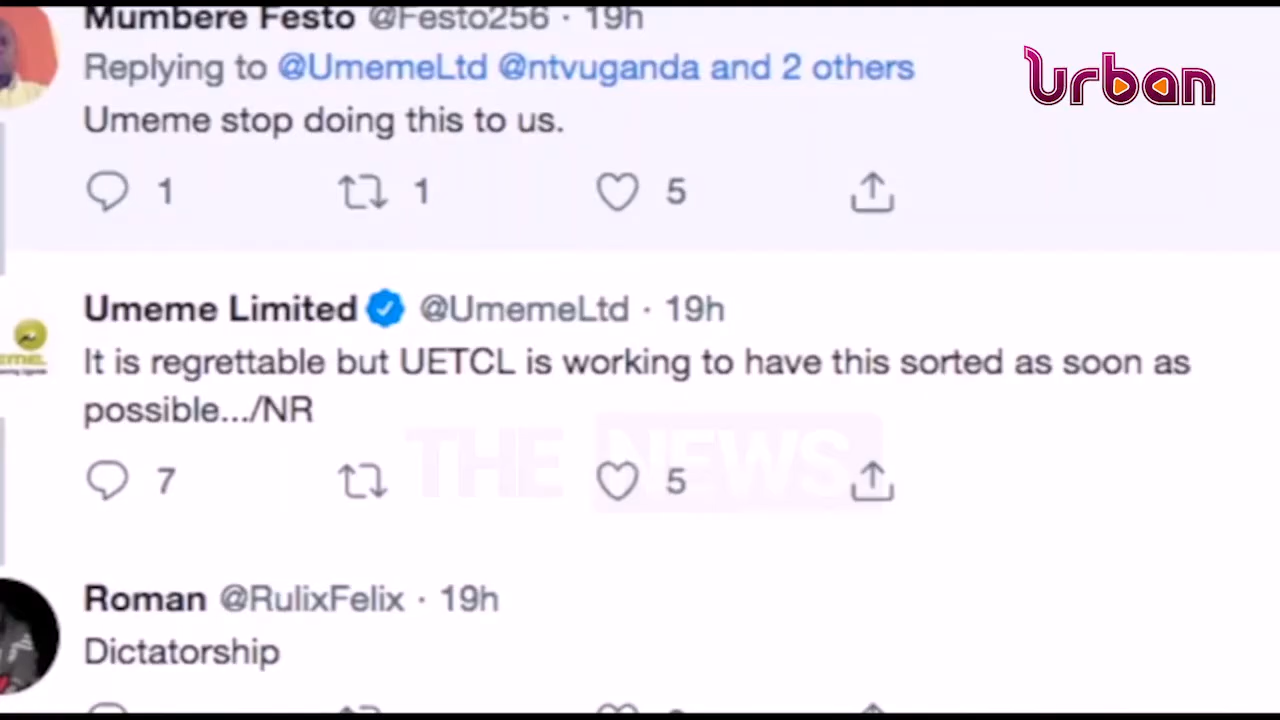 Mumbere Festo @Festo256 · 19h
urban
Replying to @UmemeLtd @ntvuganda and 2 others
Umeme stop doing this to us.
1 1 5
Umeme Limited @UmemeLtd · 19h
It is regrettable but UETCL is working to have this sorted as soon as
possible.../NR
THE NEWS
7 5
Roman @RulixFelix · 19h
Dictatorship